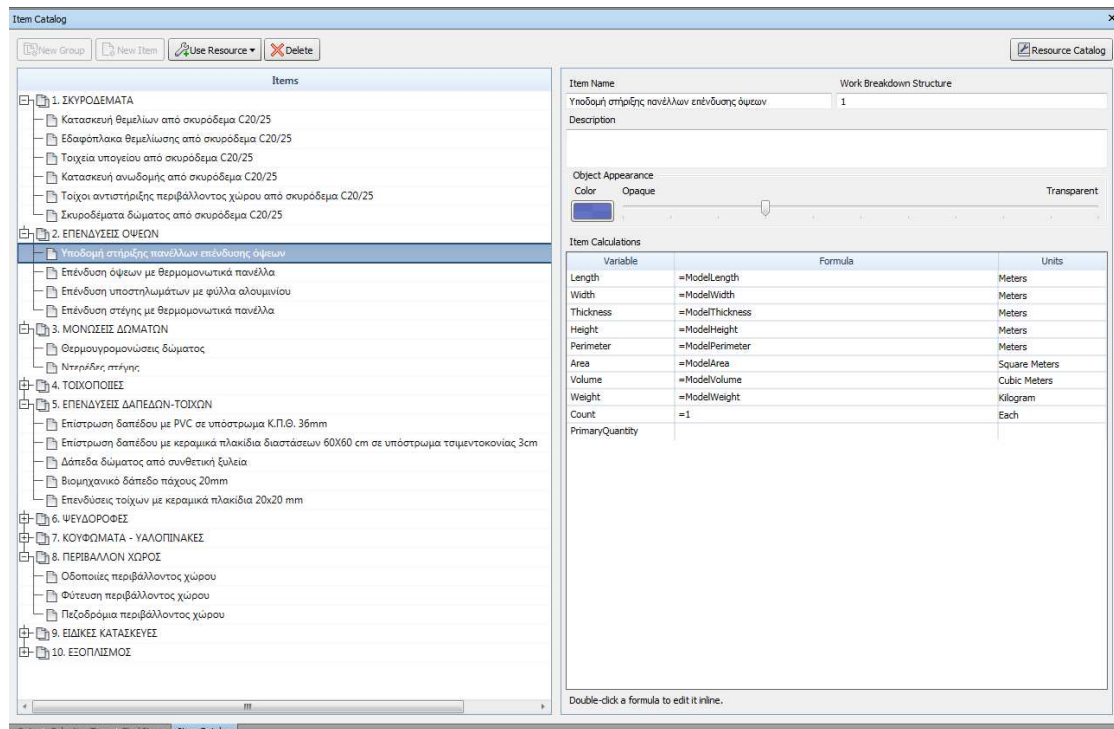 Item Catalog
New Group New Item Use Resource Delete Resource Catalog
Items
1. ΣΚΥΡΟΔΕΜΑΤΑ
Κατασκευή θεμελίων από σκυρόδεμα C20/25
Εδαφόπλακα θεμελίωσης από σκυρόδεμα C20/25
Τοιχεία υπογείου από σκυρόδεμα C20/25
Κατασκευή ανωδομής από σκυρόδεμα C20/25
Τοίχοι αντιστήριξης περιβάλλοντος χώρου από σκυρόδεμα C20/25
Σκυροδέματα δώματος από σκυρόδεμα C20/25
2. ΕΠΕΝΔΥΣΕΙΣ ΟΨΕΩΝ
Υποδομή στήριξης πανέλλων επένδυσης όψεων
Επένδυση όψεων με θερμομονωτικά πανέλλα
Επένδυση υποστηλωμάτων με φύλλα αλουμινίου
Επένδυση στέγης με θερμομονωτικά πανέλλα
3. ΜΟΝΩΣΕΙΣ ΔΩΜΑΤΩΝ
Θερμουγρομονώσεις δώματος
Ντερέδες στέγης
4. ΤΟΙΧΟΠΟΙΙΕΣ
5. ΕΠΕΝΔΥΣΕΙΣ ΔΑΠΕΔΩΝ-ΤΟΙΧΩΝ
Επίστρωση δαπέδου με PVC σε υπόστρωμα Κ.Π.Θ. 36mm
Επίστρωση δαπέδου με κεραμικά πλακίδια διαστάσεων 60X60 cm σε υπόστρωμα τσιμεντοκονίας 3cm
Δάπεδα δώματος από συνθετική ξυλεία
Βιομηχανικό δάπεδο πάχους 20mm
Επενδύσεις τοίχων με κεραμικά πλακίδια 20x20 mm
6. ΨΕΥΔΟΡΟΦΕΣ
7. ΚΟΥΦΩΜΑΤΑ - ΥΑΛΟΠΙΝΑΚΕΣ
8. ΠΕΡΙΒΑΛΛΟΝ ΧΩΡΟΣ
Οδοποιίες περιβάλλοντος χώρου
Φύτευση περιβάλλοντος χώρου
Πεζοδρόμια περιβάλλοντος χώρου
9. ΕΙΔΙΚΕΣ ΚΑΤΑΣΚΕΥΕΣ
10. ΕΞΟΠΛΙΣΜΟΣ
Item Name Work Breakdown Structure
Υποδομή στήριξης πανέλλων επένδυσης όψεων 1
Description
Object Appearance
Color Opaque Transparent
Item Calculations
Variable Formula Units
Length =ModelLength Meters
Width =ModelWidth Meters
Thickness =ModelThickness Meters
Height =ModelHeight Meters
Perimeter =ModelPerimeter Meters
Area =ModelArea Square Meters
Volume =ModelVolume Cubic Meters
Weight =ModelWeight Kilogram
Count =1 Each
PrimaryQuantity
Double-click a formula to edit it inline.